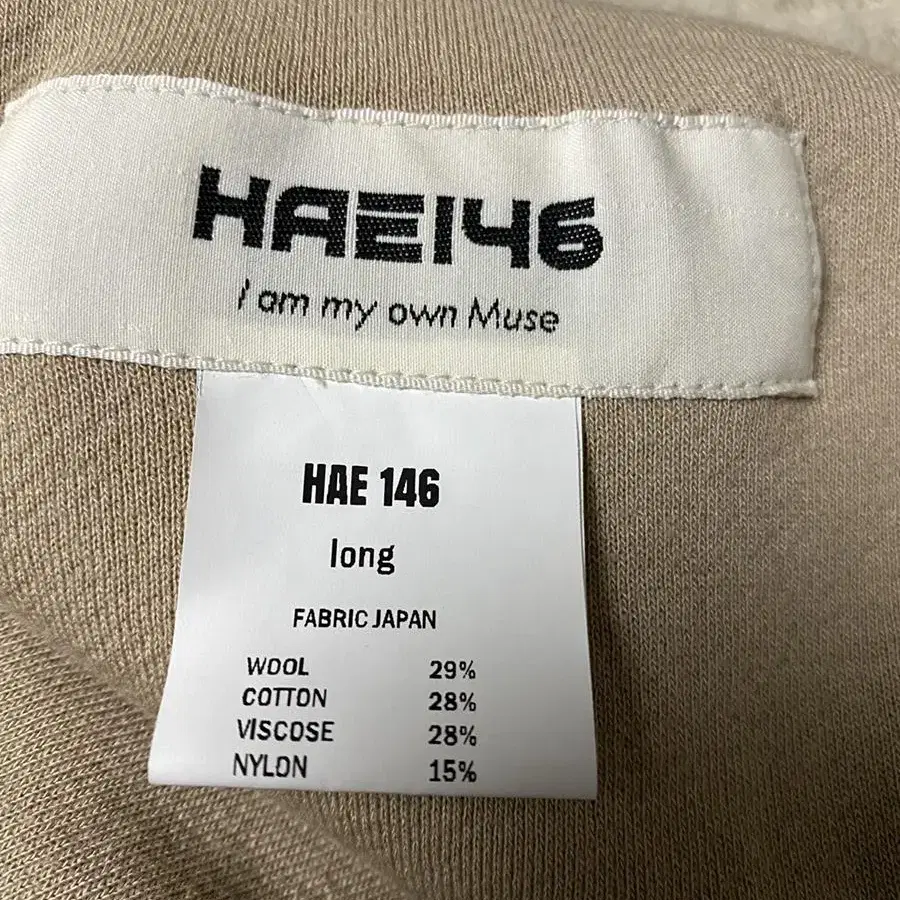 HAE146
I am my own Muse
HAE 146
long
FABRIC JAPAN
WOOL 29%
COTTON 28%
VISCOSE 28%
NYLON 15%